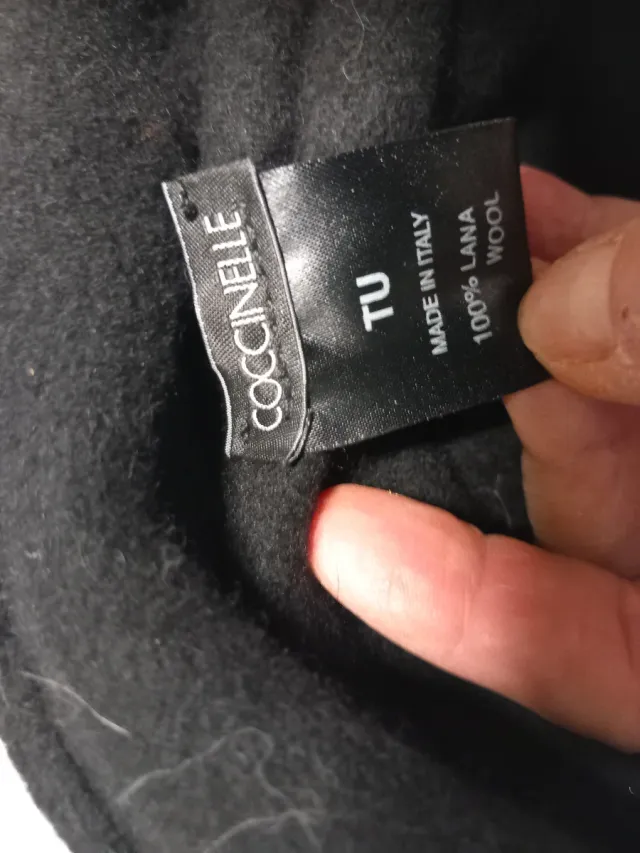 COCCINELLE
TU
MADE IN ITALY
100% LANA
WOOL